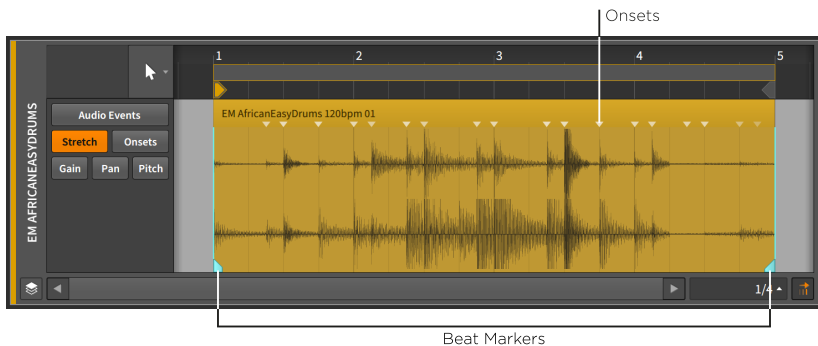 Onsets
1 2 3 4 5
EM AFRICANEASYDRUMS
Audio Events
EM AfricanEasyDrums 120bpm 01
Stretch Onsets
Gain Pan Pitch
1/4
Beat Markers